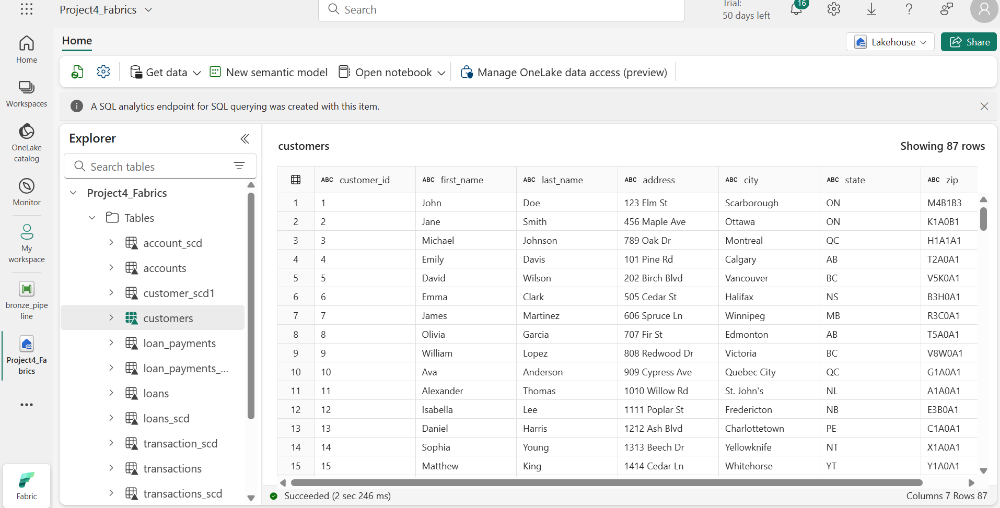 Project4_Fabrics
Search
Trial:
50 days left
16
Home
Workspaces
OneLake
catalog
Monitor
My
workspace
bronze_pipe
line
Project4_Fa
brics
Fabric
Home
Lakehouse
Share
Get data
New semantic model
Open notebook
Manage OneLake data access (preview)
A SQL analytics endpoint for SQL querying was created with this item.
Explorer
Search tables
Project4_Fabrics
Tables
account_scd
accounts
customer_scd1
customers
loan_payments
loan_payments_...
loans
loans_scd
transaction_scd
transactions
transactions_scd
customers
Showing 87 rows
ABC customer_id ABC first_name ABC last_name ABC address ABC city ABC state ABC zip
1 1 John Doe 123 Elm St Scarborough ON M4B1B3
2 2 Jane Smith 456 Maple Ave Ottawa ON K1A0B1
3 3 Michael Johnson 789 Oak Dr Montreal QC H1A1A1
4 4 Emily Davis 101 Pine Rd Calgary AB T2A0A1
5 5 David Wilson 202 Birch Blvd Vancouver BC V5K0A1
6 6 Emma Clark 505 Cedar St Halifax NS B3H0A1
7 7 James Martinez 606 Spruce Ln Winnipeg MB R3C0A1
8 8 Olivia Garcia 707 Fir St Edmonton AB T5A0A1
9 9 William Lopez 808 Redwood Dr Victoria BC V8W0A1
10 10 Ava Anderson 909 Cypress Ave Quebec City QC G1A0A1
11 11 Alexander Thomas 1010 Willow Rd St. John's NL A1A0A1
12 12 Isabella Lee 1111 Poplar St Fredericton NB E3B0A1
13 13 Daniel Harris 1212 Ash Blvd Charlottetown PE C1A0A1
14 14 Sophia Young 1313 Beech Dr Yellowknife NT X1A0A1
15 15 Matthew King 1414 Cedar Ln Whitehorse YT Y1A0A1
Succeeded (2 sec 246 ms)
Columns 7 Rows 87